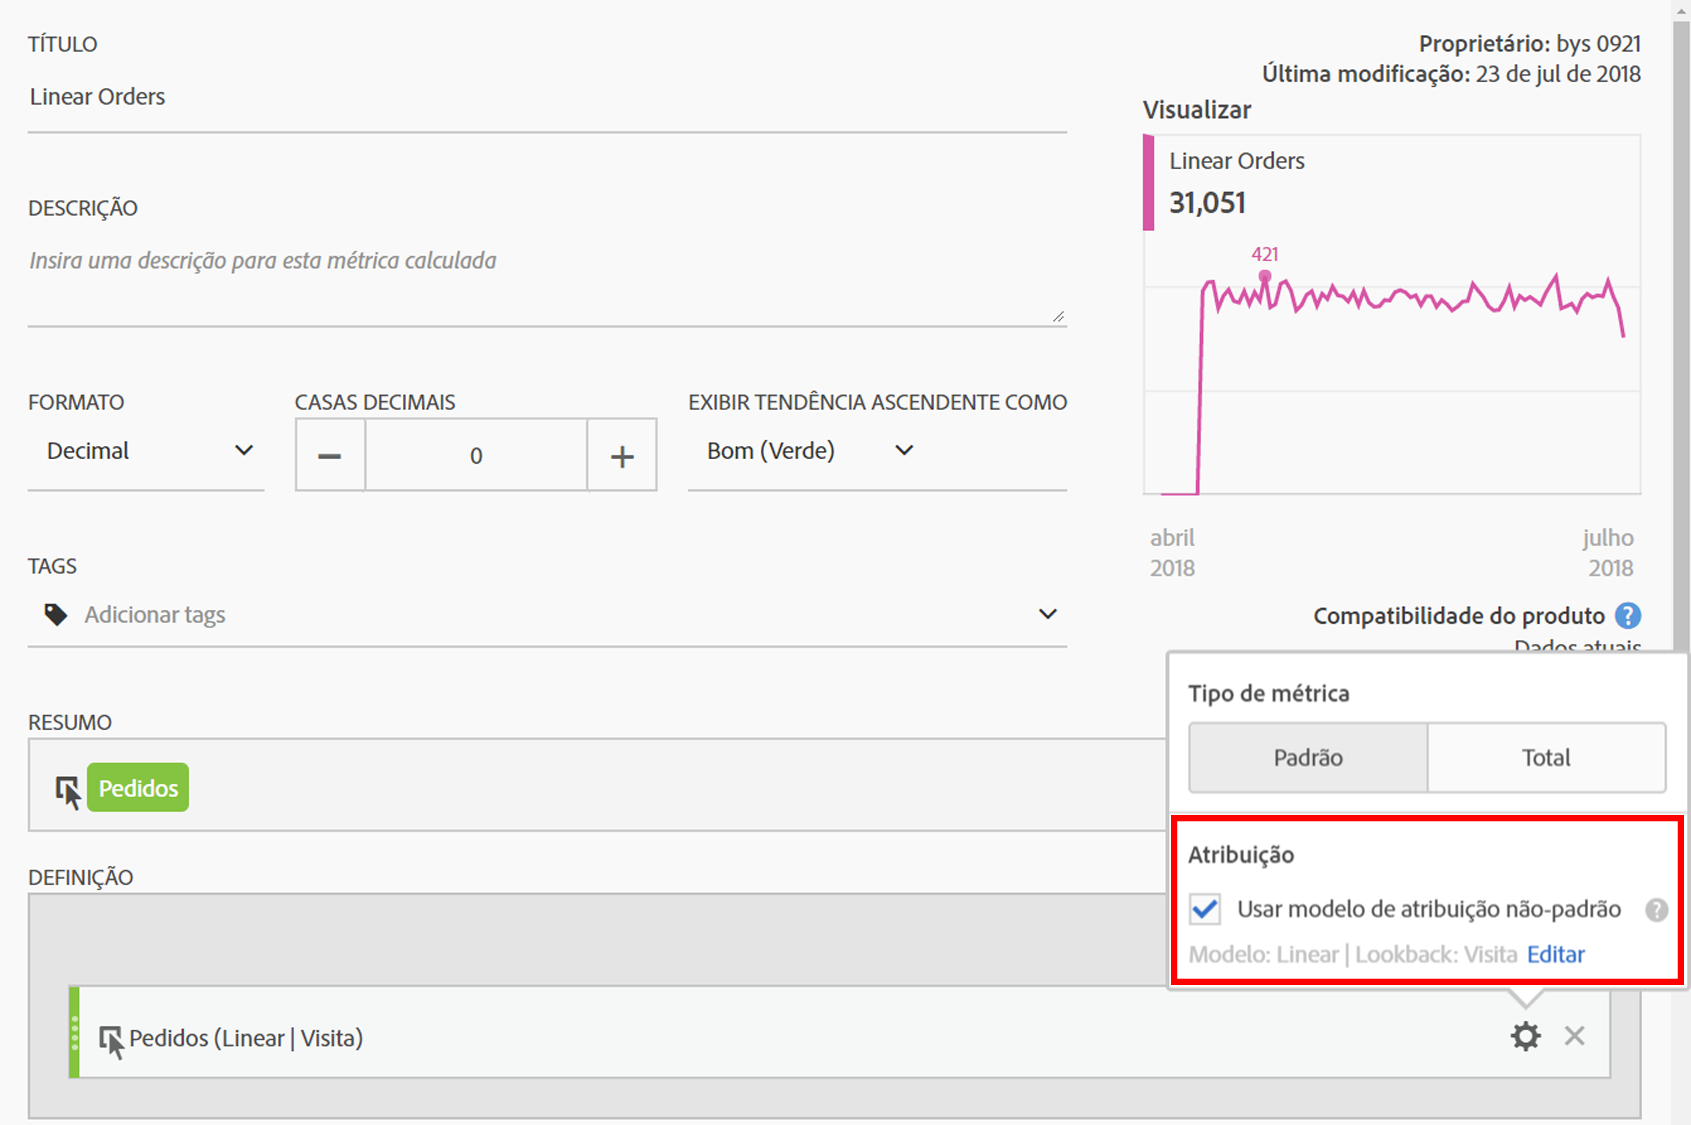 TÍTULO
Linear Orders
DESCRIÇÃO
Insira uma descrição para esta métrica calculada
FORMATO
Decimal
CASAS DECIMAIS
0
EXIBIR TENDÊNCIA ASCENDENTE COMO
Bom (Verde)
TAGS
Adicionar tags
Proprietário: bys 0921
Última modificação: 23 de jul de 2018
Visualizar
Linear Orders
31,051
421
abril
2018
julho
2018
Compatibilidade do produto ?
Dados atuais
RESUMO
Pedidos
DEFINIÇÃO
Pedidos (Linear | Visita)
Tipo de métrica
Padrão
Total
Atribuição
Usar modelo de atribuição não-padrão ?
Modelo: Linear | Lookback: Visita Editar